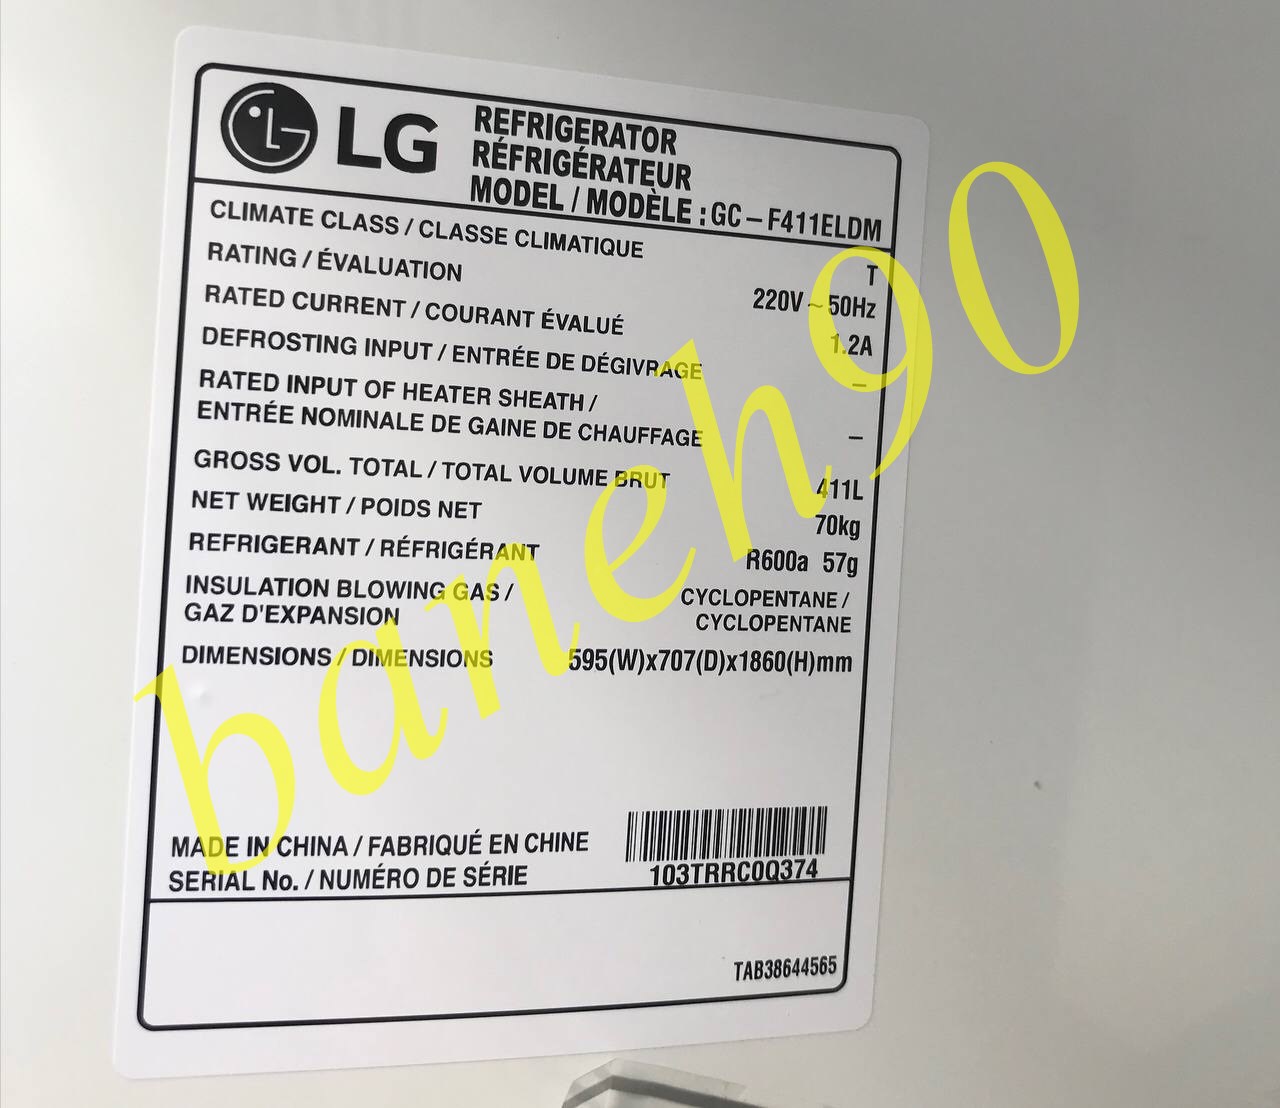 LG
REFRIGERATOR
RÉFRIGÉRATEUR
MODEL / MODÈLE : GC-F411ELDM
CLIMATE CLASS / CLASSE CLIMATIQUE T
RATING / ÉVALUATION 220V ~ 50Hz
RATED CURRENT / COURANT ÉVALUÉ 1.2A
DEFROSTING INPUT / ENTRÉE DE DÉGIVRAGE –
RATED INPUT OF HEATER SHEATH /
ENTRÉE NOMINALE DE GAINE DE CHAUFFAGE –
GROSS VOL. TOTAL / TOTAL VOLUME BRUT 411L
NET WEIGHT / POIDS NET 70kg
REFRIGERANT / RÉFRIGÉRANT R600a 57g
INSULATION BLOWING GAS / CYCLOPENTANE /
GAZ D'EXPANSION CYCLOPENTANE
DIMENSIONS / DIMENSIONS 595(W)x707(D)x1860(H)mm
MADE IN CHINA / FABRIQUÉ EN CHINE
SERIAL No. / NUMÉRO DE SÉRIE 103TRRC0Q374
TAB38644565
baneh90